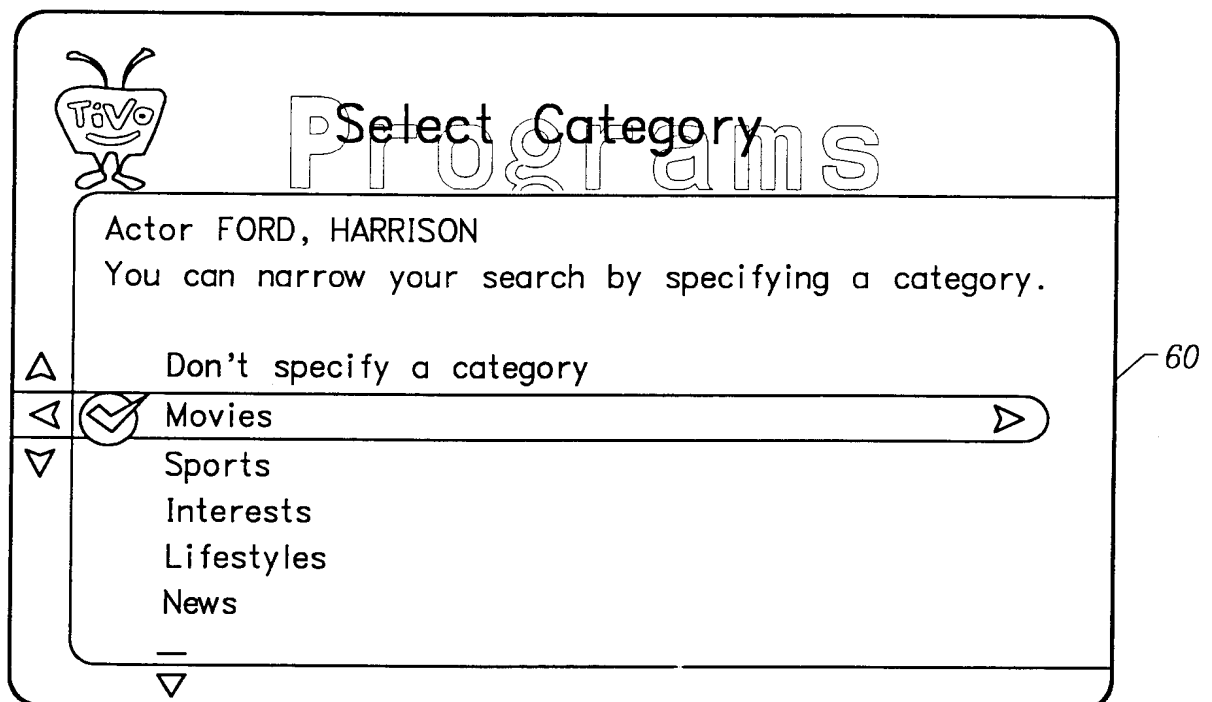 TiVo
Programs
Select Category
Actor FORD, HARRISON
You can narrow your search by specifying a category.
Don't specify a category
60
Movies
Sports
Interests
Lifestyles
News